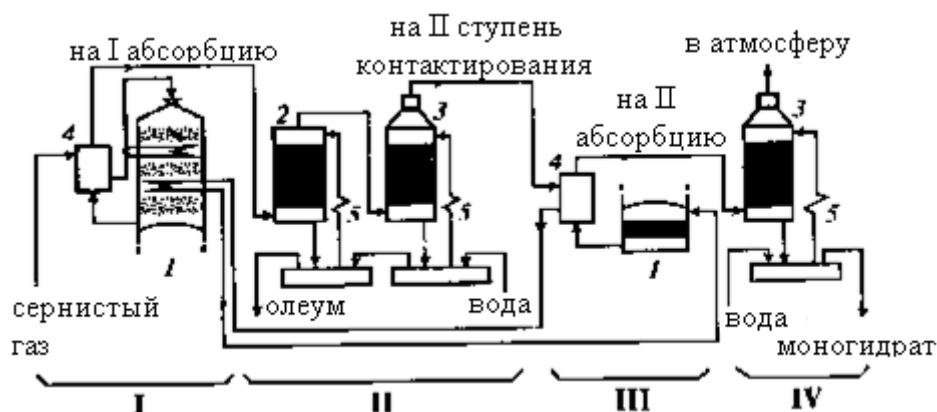 на I абсорбцию
на II ступень
контактирования
в атмосферу
на II
абсорбцию
4
2
3
4
3
5
5
5
1
1
сернистый
газ
олеум
вода
вода
моногидрат
I
II
III
IV